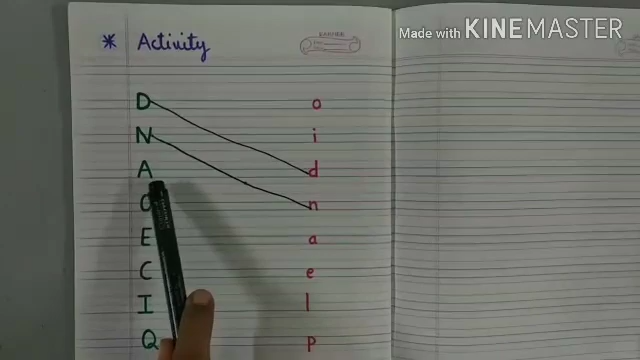 Made with KINEMASTER
* Activity
D o
N i
A d
O n
E a
C e
I l
Q p